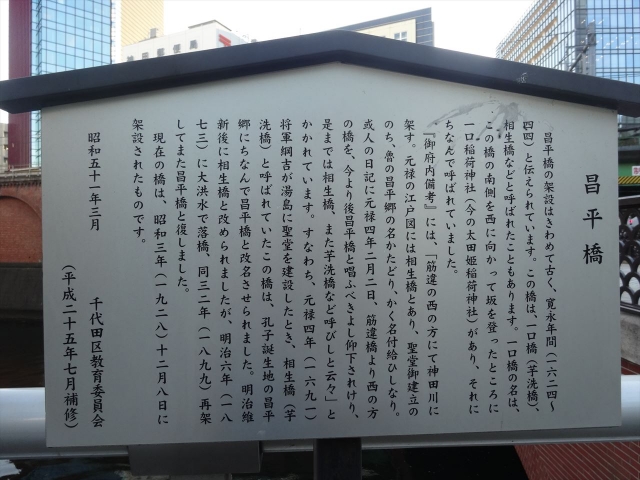 昌平橋
昌平橋の架設はきわめて古く、寛永年間（一六二四～
四四）と伝えられています。この橋は、一口橋（芋洗橋）、
相生橋などと呼ばれたこともあります。一口橋の名は、
この橋の南側を西に向かって坂を登ったところに
一口稲荷神社（今の太田姫稲荷神社）があり、それに
ちなんで呼ばれていました。
『御府内備考』には、「筋違の西の方にて神田川に
架す。元禄の江戸図には相生橋とあり、聖堂御建立の
のち、魯の昌平郷の名かたどり、かく名付給ひしなり。
或人の日記に元禄四年二月二日、筋違橋より西の方
の橋を、今より後昌平橋と唱ふべきよし仰下されけり、
是までは相生橋、また芋洗橋など呼びしと云々」と
かかれています。すなわち、元禄四年（一六九一）
将軍綱吉が湯島に聖堂を建設したとき、相生橋（芋
洗橋）と呼ばれていたこの橋は、孔子誕生地の昌平
郷にちなんで昌平橋と改名させられました。明治維
新後に相生橋と改められましたが、明治六年（一八
七三）に大洪水で落橋、同三二年（一八九九）再架
してまた昌平橋と復しました。
現在の橋は、昭和三年（一九二八）十二月八日に
架設されたものです。
昭和五十一年三月
千代田区教育委員会
（平成二十五年七月補修）